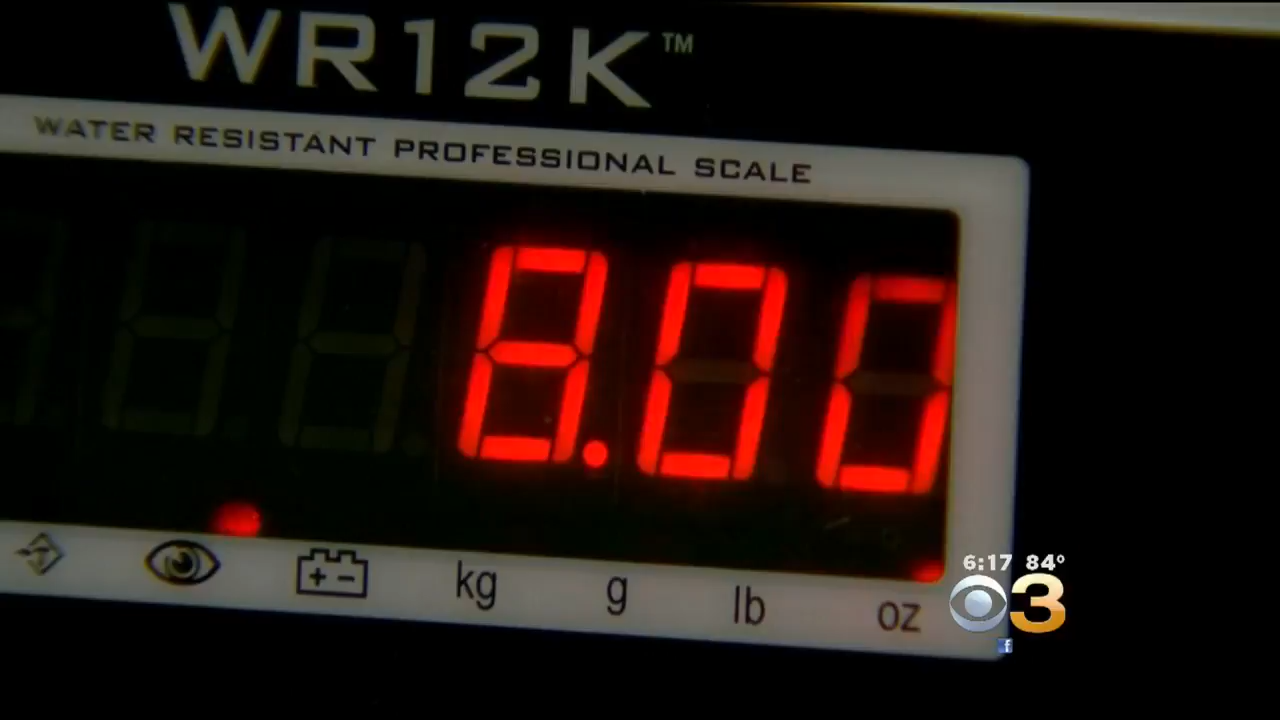 WR12K™
WATER RESISTANT PROFESSIONAL SCALE
8.00
kg g lb oz
6:17 84°
3
f